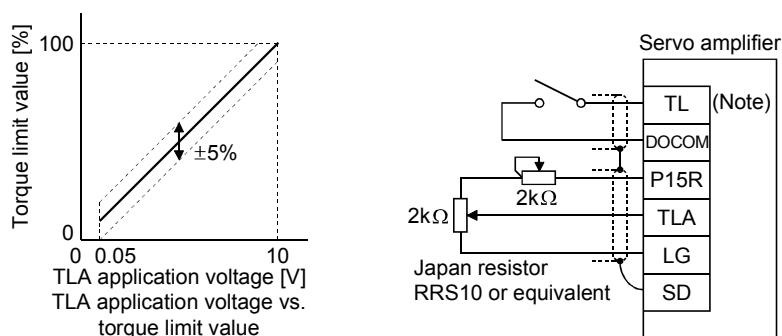 Torque limit value [%]
100
±5%
0
0 0.05 10
TLA application voltage [V]
TLA application voltage vs.
torque limit value
Servo amplifier
TL
(Note)
DOCOM
P15R
2kΩ
TLA
2kΩ
LG
Japan resistor
RRS10 or equivalent
SD